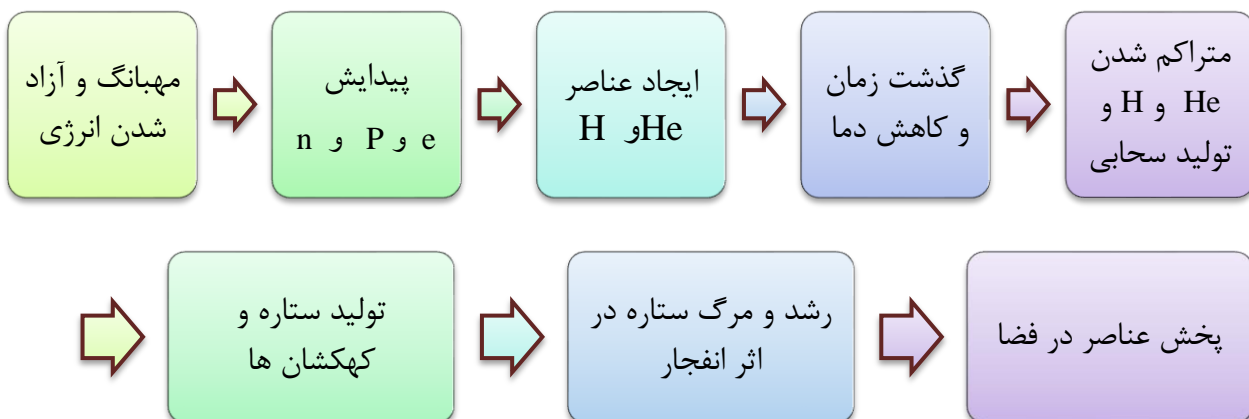 مهبانگ و آزاد
شدن انرژی
پیدایش
e و P و n
ایجاد عناصر
He و H
گذشت زمان
و کاهش دما
متراکم شدن
He و H و
تولید سحابی
تولید ستاره و
کهکشان ها
رشد و مرگ ستاره در
اثر انفجار
پخش عناصر در فضا